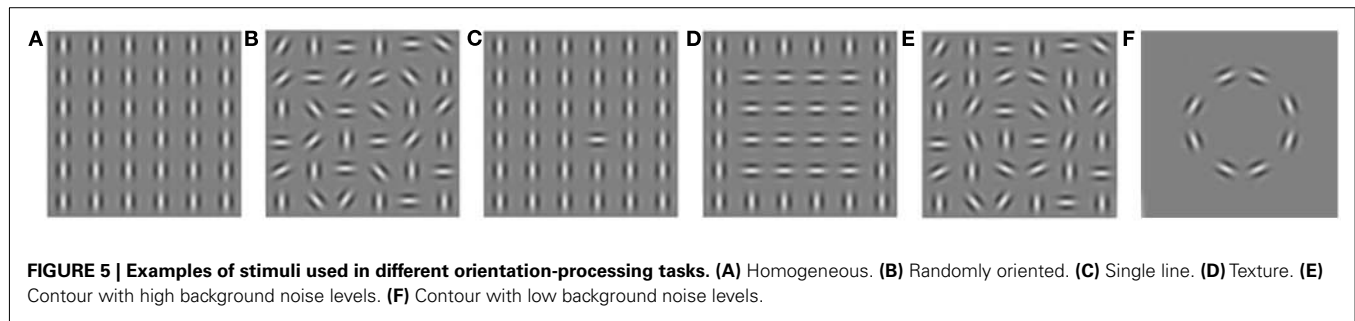 A B C D E F
FIGURE 5 | Examples of stimuli used in different orientation-processing tasks. (A) Homogeneous. (B) Randomly oriented. (C) Single line. (D) Texture. (E)
Contour with high background noise levels. (F) Contour with low background noise levels.